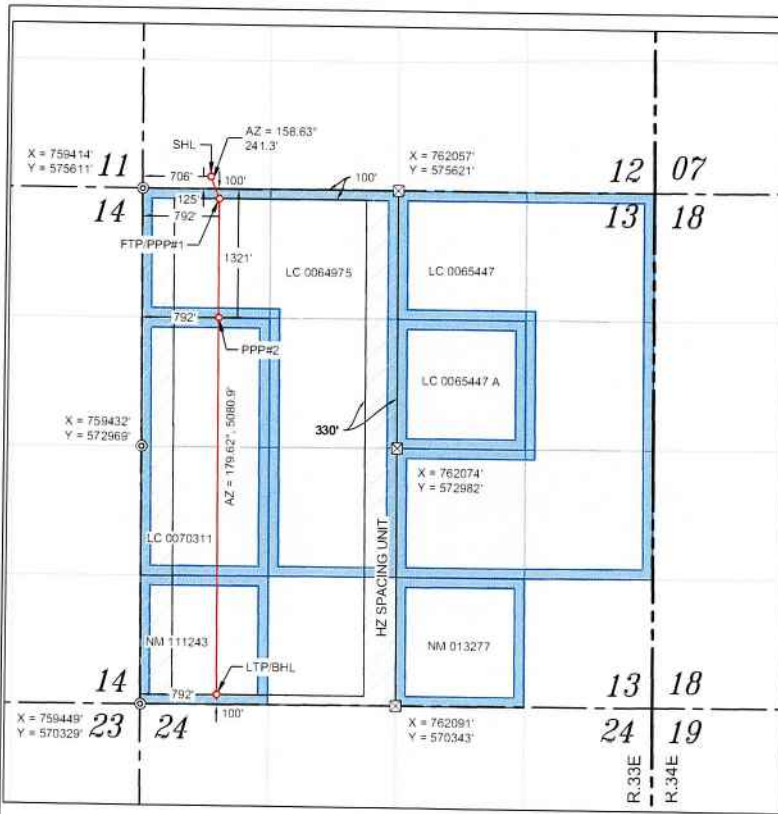 AZ = 158.63°
241.3'
SHL
X = 759414'
Y = 575611'
11
X = 762057'
Y = 575621'
12
07
706'
100'
100'
14
125'
792'
13
18
FTP/PPP#1
1321'
LC 0064975
LC 0065447
792'
PPP#2
LC 0065447 A
X = 759432'
Y = 572969'
330'
AZ = 179.62°, 5080.9'
X = 762074'
Y = 572982'
LC 0070311
HZ SPACING UNIT
NM 111243
NM 013277
LTP/BHL
14
792'
13
18
X = 759449'
Y = 570329'
23
24
100'
X = 762091'
Y = 570343'
24
19
R.33E
R.34E